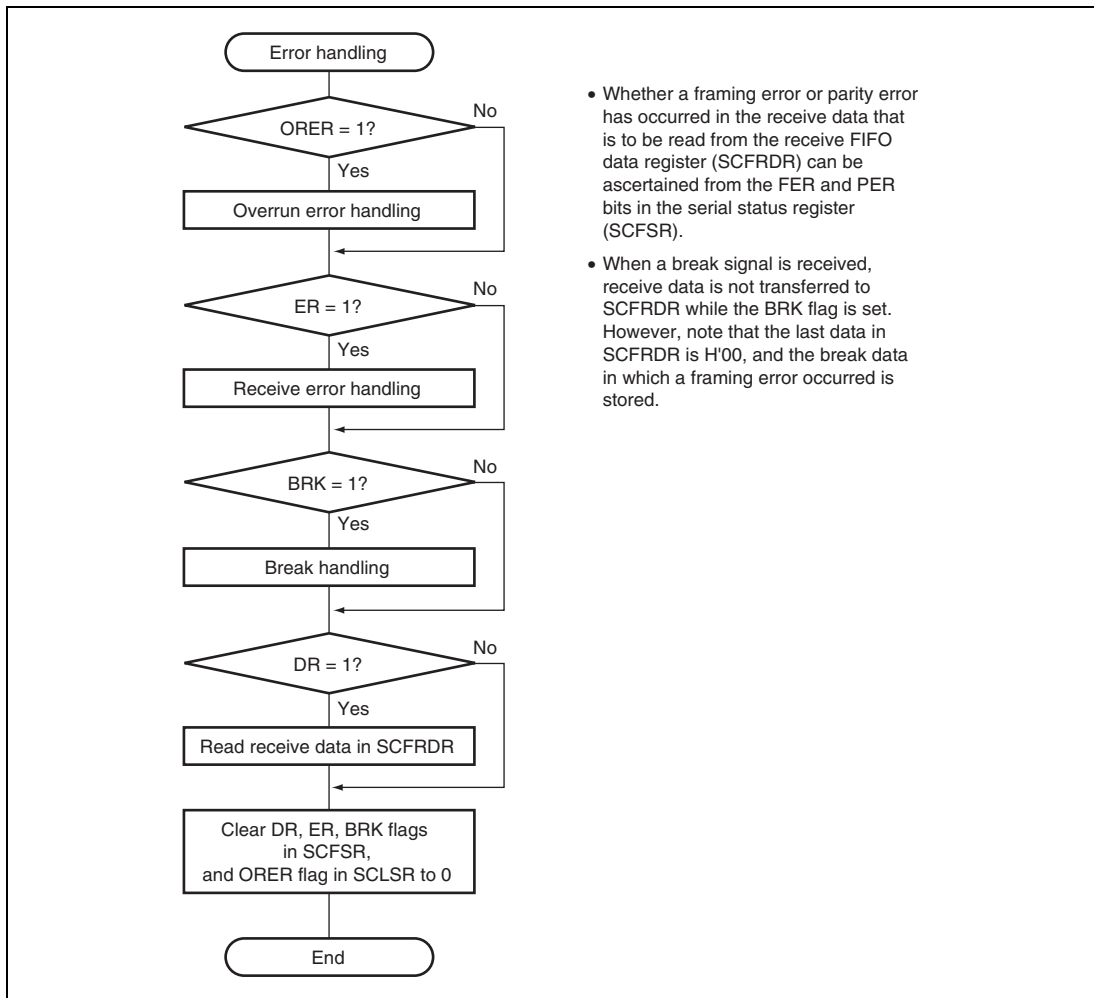 Error handling
ORER = 1?
No
Yes
Overrun error handling
ER = 1?
No
Yes
Receive error handling
BRK = 1?
No
Yes
Break handling
DR = 1?
No
Yes
Read receive data in SCFRDR
Clear DR, ER, BRK flags
in SCFSR,
and ORER flag in SCLSR to 0
End
• Whether a framing error or parity error
has occurred in the receive data that
is to be read from the receive FIFO
data register (SCFRDR) can be
ascertained from the FER and PER
bits in the serial status register
(SCFSR).
• When a break signal is received,
receive data is not transferred to
SCFRDR while the BRK flag is set.
However, note that the last data in
SCFRDR is H'00, and the break data
in which a framing error occurred is
stored.